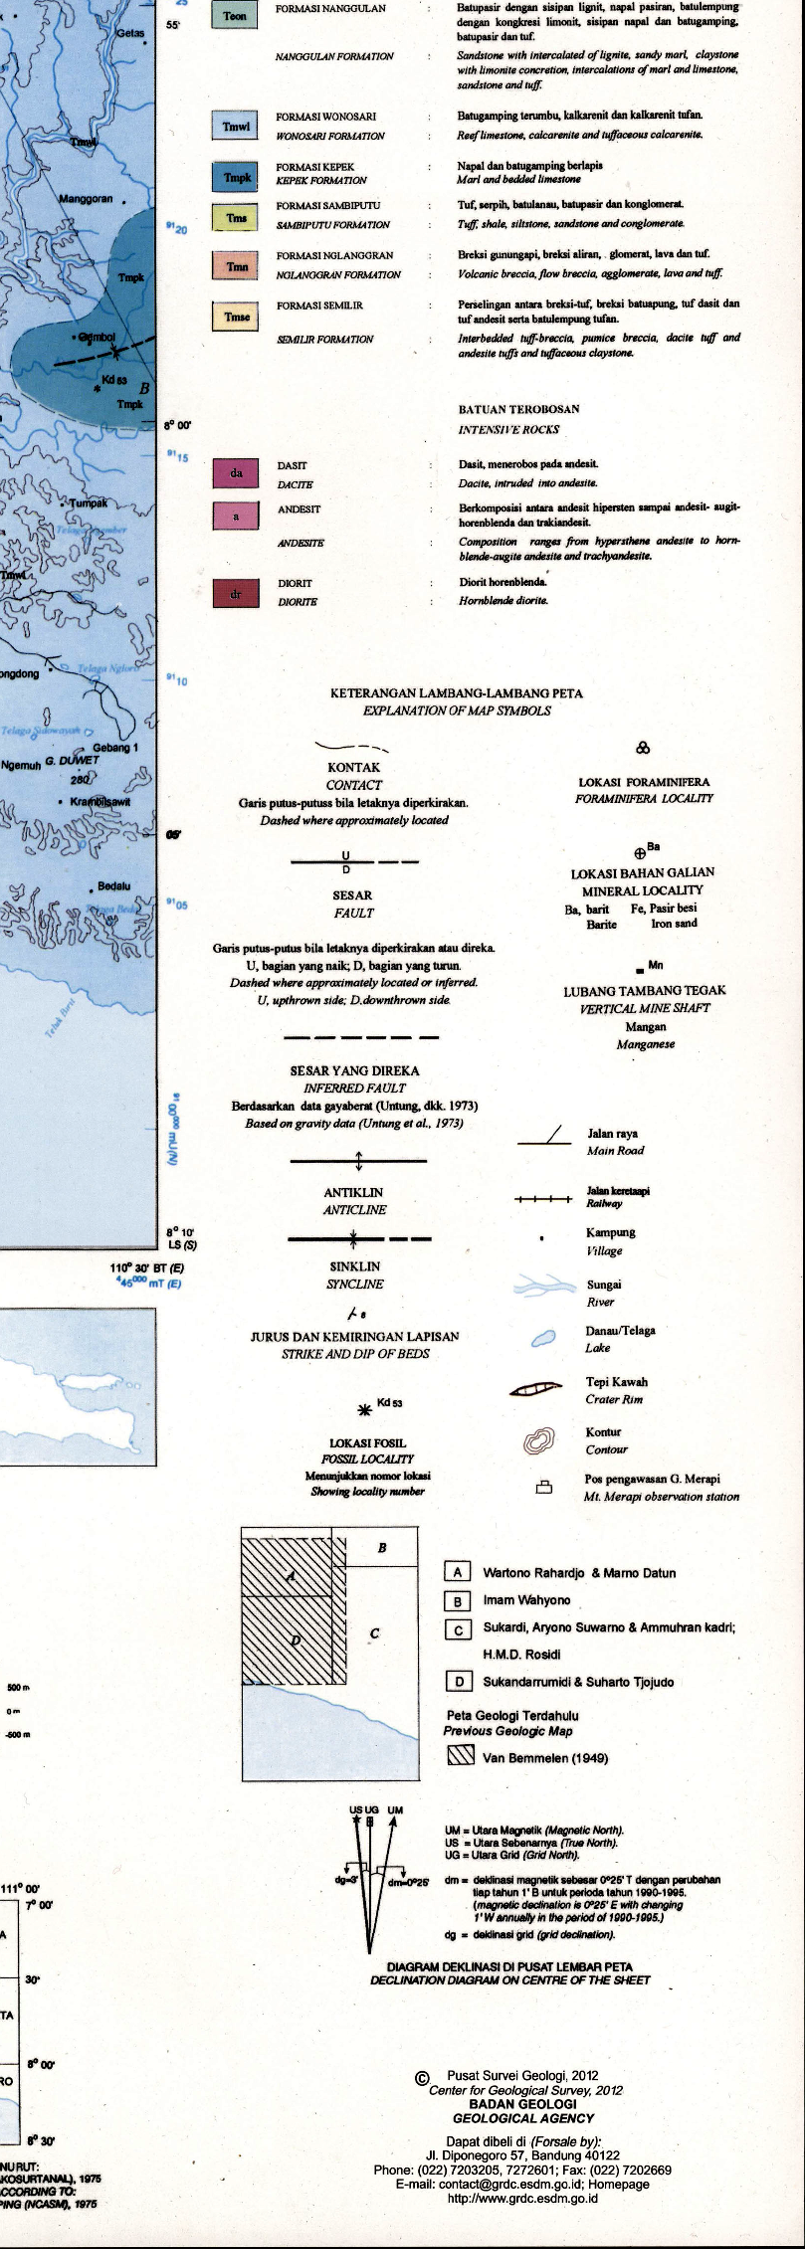 25
55'
Getas
Tmwl
Manggoran
91 20
Tmpk
Gombol
Kd 53
B
Tmpk
8° 00'
91 15
Tumpak
Tmwl
ongdong
Telaga Ngloro
91 10
Telaga Sidowayah
Gebang 1
Ngemuh G. DUWET
280
Krambilsawit
05'
Bedalu
91 05
91 00 000 mU(N)
8° 10'
LS (S)
110° 30' BT (E)
4 45 000 mT (E)
Teon
FORMASI NANGGULAN : Batupasir dengan sisipan lignit, napal pasiran, batulempung
dengan kongkresi limonit, sisipan napal dan batugamping,
batupasir dan tuf.
NANGGULAN FORMATION : Sandstone with intercalated of lignite, sandy marl, claystone
with limonite concretion, intercalations of marl and limestone,
sandstone and tuff.
Tmwl
FORMASI WONOSARI : Batugamping terumbu, kalkarenit dan kalkarenit tufan.
WONOSARI FORMATION : Reef limestone, calcarenite and tuffaceous calcarenite.
Tmpk
FORMASI KEPEK : Napal dan batugamping berlapis
KEPEK FORMATION Marl and bedded limestone
Tms
FORMASI SAMBIPUTU : Tuf, serpih, batulanau, batupasir dan konglomerat.
SAMBIPUTU FORMATION : Tuff, shale, siltstone, sandstone and conglomerate.
Tmn
FORMASI NGLANGGRAN : Breksi gunungapi, breksi aliran, . glomerat, lava dan tuf.
NGLANGGRAN FORMATION : Volcanic breccia, flow breccia, agglomerate, lava and tuff.
Tmse
FORMASI SEMILIR : Perselingan antara breksi-tuf, breksi batuapung, tuf dasit dan
tuf andesit serta batulempung tufan.
SEMILIR FORMATION : Interbedded tuff-breccia, pumice breccia, dacite tuff and
andesite tuffs and tuffaceous claystone.
BATUAN TEROBOSAN
INTENSIVE ROCKS
da
DASIT : Dasit, menerobos pada andesit.
DACITE : Dacite, intruded into andesite.
a
ANDESIT : Berkomposisi antara andesit hipersten sampai andesit- augit-
horenblenda dan trakiandesit.
ANDESITE : Composition ranges from hypersthene andesite to horn-
blende-augite andesite and trachyandesite.
dr
DIORIT : Diorit horenblenda.
DIORITE : Hornblende diorite.
KETERANGAN LAMBANG-LAMBANG PETA
EXPLANATION OF MAP SYMBOLS
KONTAK
CONTACT
Garis putus-putuss bila letaknya diperkirakan.
Dashed where approximately located
U
D
SESAR
FAULT
Garis putus-putus bila letaknya diperkirakan atau direka.
U, bagian yang naik; D, bagian yang turun.
Dashed where approximately located or inferred.
U, upthrown side; D.downthrown side.
SESAR YANG DIREKA
INFERRED FAULT
Berdasarkan data gayaberat (Untung, dkk. 1973)
Based on gravity data (Untung et al., 1973)
ANTIKLIN
ANTICLINE
SINKLIN
SYNCLINE
8
JURUS DAN KEMIRINGAN LAPISAN
STRIKE AND DIP OF BEDS
Kd 53
LOKASI FOSIL
FOSSIL LOCALITY
Menunjukkan nomor lokasi
Showing locality number
LOKASI FORAMINIFERA
FORAMINIFERA LOCALITY
Ba
LOKASI BAHAN GALIAN
MINERAL LOCALITY
Ba, barit Fe, Pasir besi
Barite Iron sand
Mn
LUBANG TAMBANG TEGAK
VERTICAL MINE SHAFT
Mangan
Manganese
Jalan raya
Main Road
Jalan keretaapi
Railway
Kampung
Village
Sungai
River
Danau/Telaga
Lake
Tepi Kawah
Crater Rim
Kontur
Contour
Pos pengawasan G. Merapi
Mt. Merapi observation station
A
B
C
D
A Wartono Rahardjo & Marno Datun
B Imam Wahyono
C Sukardi, Aryono Suwarno & Ammuhran kadri;
H.M.D. Rosidi
D Sukandarrumidi & Suharto Tjojudo
Peta Geologi Terdahulu
Previous Geologic Map
Van Bemmelen (1949)
500 m
0 m
-500 m
US UG UM
dg=3' dm=0°25'
UM = Utara Magnetik (Magnetic North).
US = Utara Sebenarnya (True North).
UG = Utara Grid (Grid North).
dm = deklinasi magnetik sebesar 0°25' T dengan perubahan
tiap tahun 1' B untuk perioda tahun 1990-1995.
(magnetic declination is 0°25' E with changing
1' W annually in the period of 1990-1995.)
dg = deklinasi grid (grid declination).
DIAGRAM DEKLINASI DI PUSAT LEMBAR PETA
DECLINATION DIAGRAM ON CENTRE OF THE SHEET
111° 00'
7° 00'
A
30'
TA
8° 00'
RO
8° 30'
NURUT:
KOSURTANAL), 1975
CCORDING TO:
PING (NCASM), 1975
© Pusat Survei Geologi, 2012
Center for Geological Survey, 2012
BADAN GEOLOGI
GEOLOGICAL AGENCY
Dapat dibeli di (Forsale by):
Jl. Diponegoro 57, Bandung 40122
Phone: (022) 7203205, 7272601; Fax: (022) 7202669
E-mail: contact@grdc.esdm.go.id; Homepage
http://www.grdc.esdm.go.id